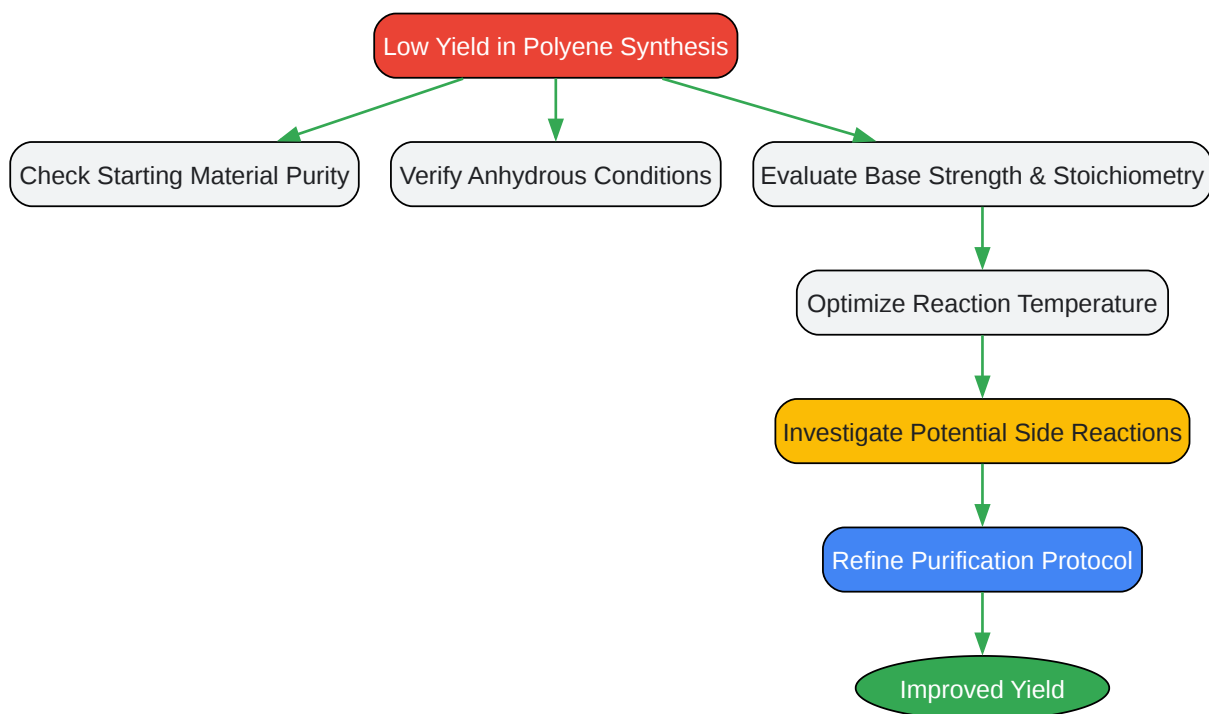 Low Yield in Polyene Synthesis
Check Starting Material Purity
Verify Anhydrous Conditions
Evaluate Base Strength & Stoichiometry
Optimize Reaction Temperature
Investigate Potential Side Reactions
Refine Purification Protocol
Improved Yield